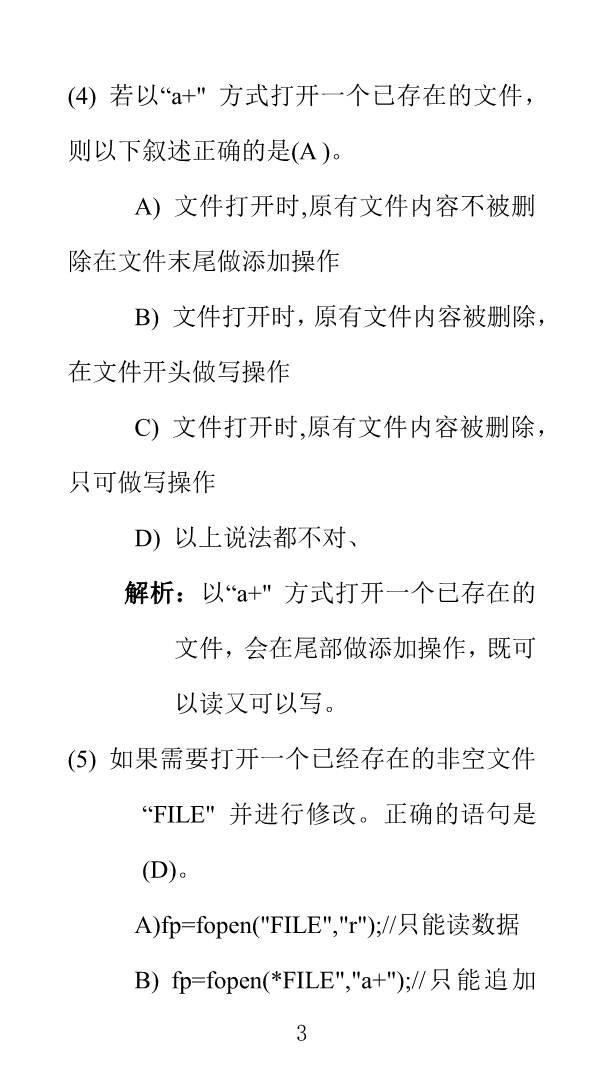 (4) 若以“a+" 方式打开一个已存在的文件，
则以下叙述正确的是(A )。
A) 文件打开时,原有文件内容不被删
除在文件末尾做添加操作
B) 文件打开时，原有文件内容被删除，
在文件开头做写操作
C) 文件打开时,原有文件内容被删除，
只可做写操作
D) 以上说法都不对、
解析：以“a+" 方式打开一个已存在的
文件，会在尾部做添加操作，既可
以读又可以写。
(5) 如果需要打开一个已经存在的非空文件
“FILE" 并进行修改。正确的语句是
(D)。
A)fp=fopen("FILE","r");//只能读数据
B) fp=fopen(*FILE","a+");//只能追加
3